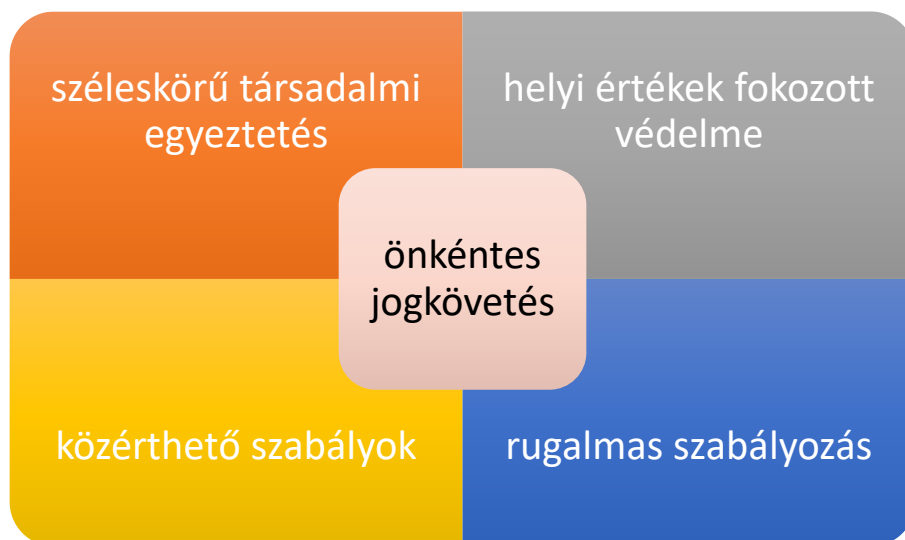 széleskörű társadalmi
egyeztetés
helyi értékek fokozott
védelme
önkéntes
jogkövetés
közérthető szabályok
rugalmas szabályozás